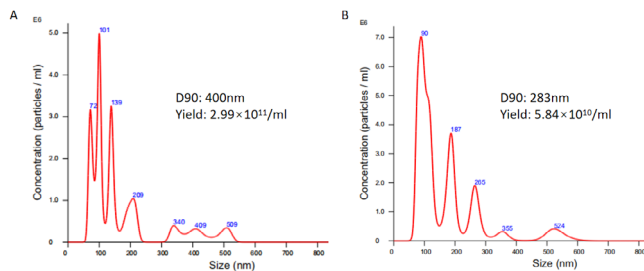 A
E6
Concentration (particles / ml)
5.0
4.0
3.0
2.0
1.0
0
72
101
139
209
340
409
509
D90: 400nm
Yield: 2.99×10¹¹/ml
0 100 200 300 400 500 600 700 800
Size (nm)
B
E6
Concentration (particles / ml)
7.0
6.0
5.0
4.0
3.0
2.0
1.0
0
90
187
265
355
524
D90: 283nm
Yield: 5.84×10¹⁰/ml
0 100 200 300 400 500 600 700 800
Size (nm)